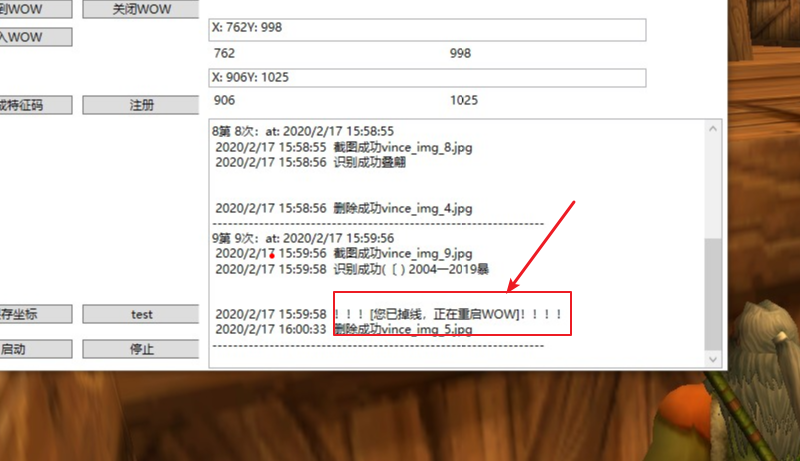 到WOW
关闭WOW
入WOW
X: 762Y: 998
762
998
X: 906Y: 1025
906
1025
成特征码
注册
8第 8次：at: 2020/2/17 15:58:55
2020/2/17 15:58:55 截图成功vince_img_8.jpg
2020/2/17 15:58:56 识别成功叠翩
2020/2/17 15:58:56 删除成功vince_img_4.jpg
------------------------------------------------------------
9第 9次：at: 2020/2/17 15:59:56
2020/2/17 15:59:56 截图成功vince_img_9.jpg
2020/2/17 15:59:58 识别成功(〔) 2004一2019暴
2020/2/17 15:59:58 ！！！[您已掉线，正在重启WOW]！！！！
2020/2/17 16:00:33 删除成功vince_img_5.jpg
------------------------------------------------------------
存坐标
test
启动
停止